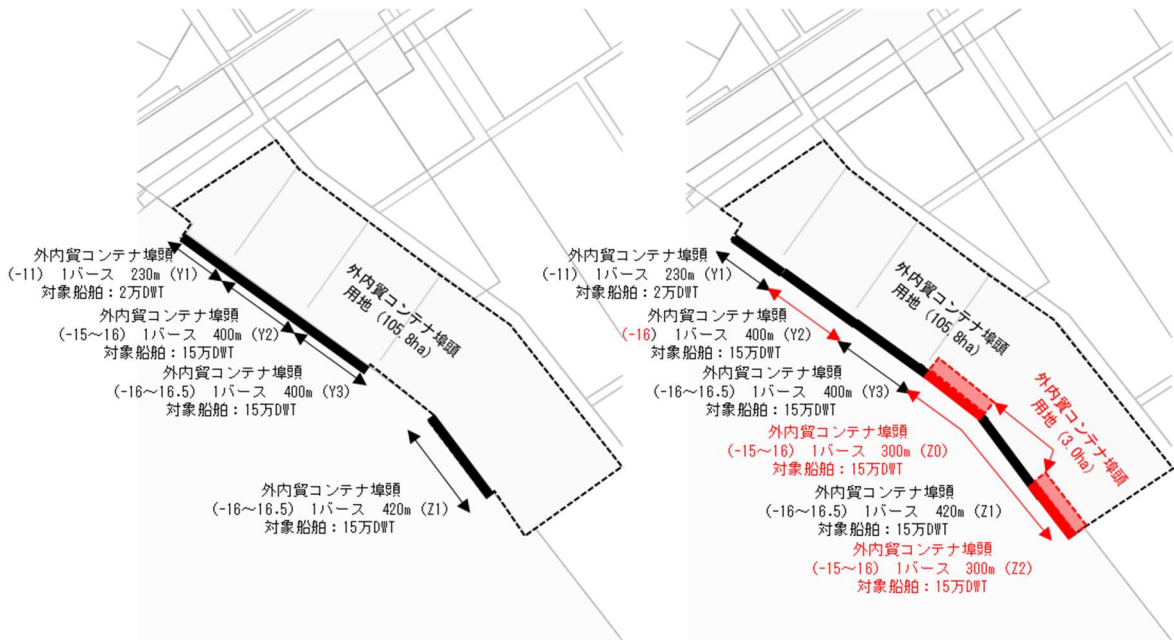 外内貿コンテナ埠頭
(-11) 1バース 230m (Y1)
対象船舶：2万DWT
外内貿コンテナ埠頭
(-15～16) 1バース 400m (Y2)
対象船舶：15万DWT
外内貿コンテナ埠頭
(-16～16.5) 1バース 400m (Y3)
対象船舶：15万DWT
外内貿コンテナ埠頭
用地 (105.8ha)
外内貿コンテナ埠頭
(-16～16.5) 1バース 420m (Z1)
対象船舶：15万DWT
外内貿コンテナ埠頭
(-11) 1バース 230m (Y1)
対象船舶：2万DWT
外内貿コンテナ埠頭
(-16) 1バース 400m (Y2)
対象船舶：15万DWT
外内貿コンテナ埠頭
(-16～16.5) 1バース 400m (Y3)
対象船舶：15万DWT
外内貿コンテナ埠頭
用地 (105.8ha)
外内貿コンテナ埠頭
用地 (3.0ha)
外内貿コンテナ埠頭
(-15～16) 1バース 300m (Z0)
対象船舶：15万DWT
外内貿コンテナ埠頭
(-16～16.5) 1バース 420m (Z1)
対象船舶：15万DWT
外内貿コンテナ埠頭
(-15～16) 1バース 300m (Z2)
対象船舶：15万DWT